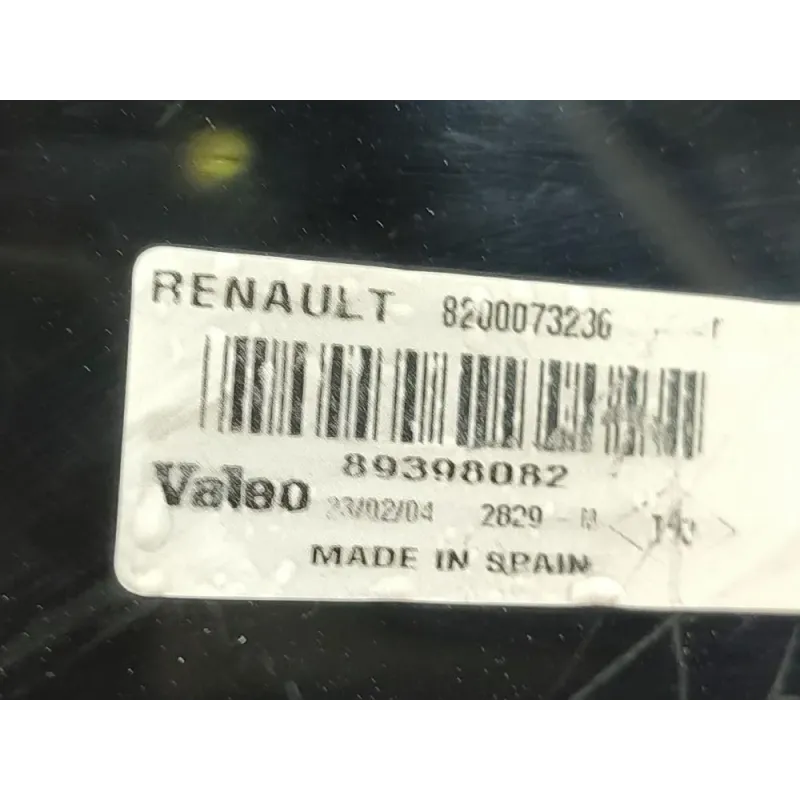 RENAULT 8200073236
89398082
Valeo 23/02/04 2829 - M
MADE IN SPAIN